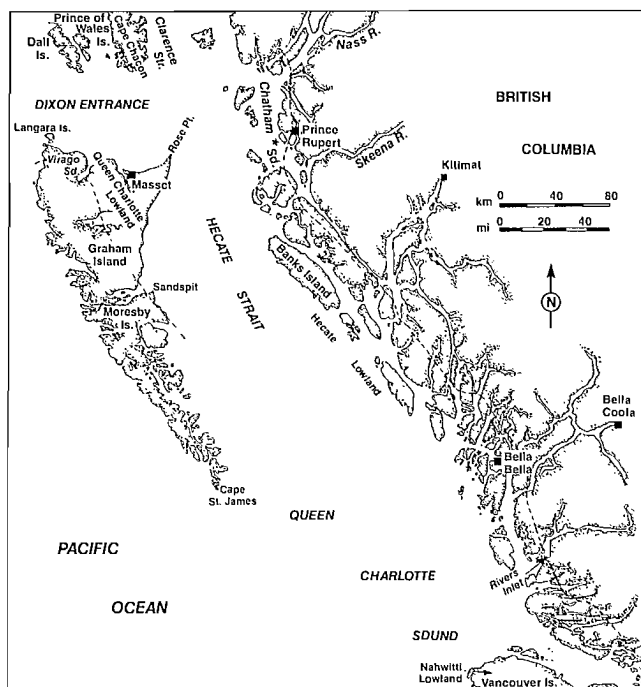 Prince of
Wales Is.
Dall
Is.
Cape Chacon
Clarence
Str.
Nass R.
DIXON ENTRANCE
BRITISH
COLUMBIA
Langara Is.
Virago
Sd.
Queen Charlotte
Lowland
Masset
Rose Pt.
Chatham
Sd.
Prince
Rupert
Skeena R.
Kitimat
km 0 40 80
mi 0 20 40
Graham
Island
HECATE
STRAIT
Banks Island
N
Sandspit
Moresby
Is.
Hecate
Lowland
Bella
Coola
Bella
Bella
Cape
St. James
QUEEN
CHARLOTTE
SDUND
PACIFIC
OCEAN
Rivers
Inlet
Nahwitti
Lowland
Vancouver Is.